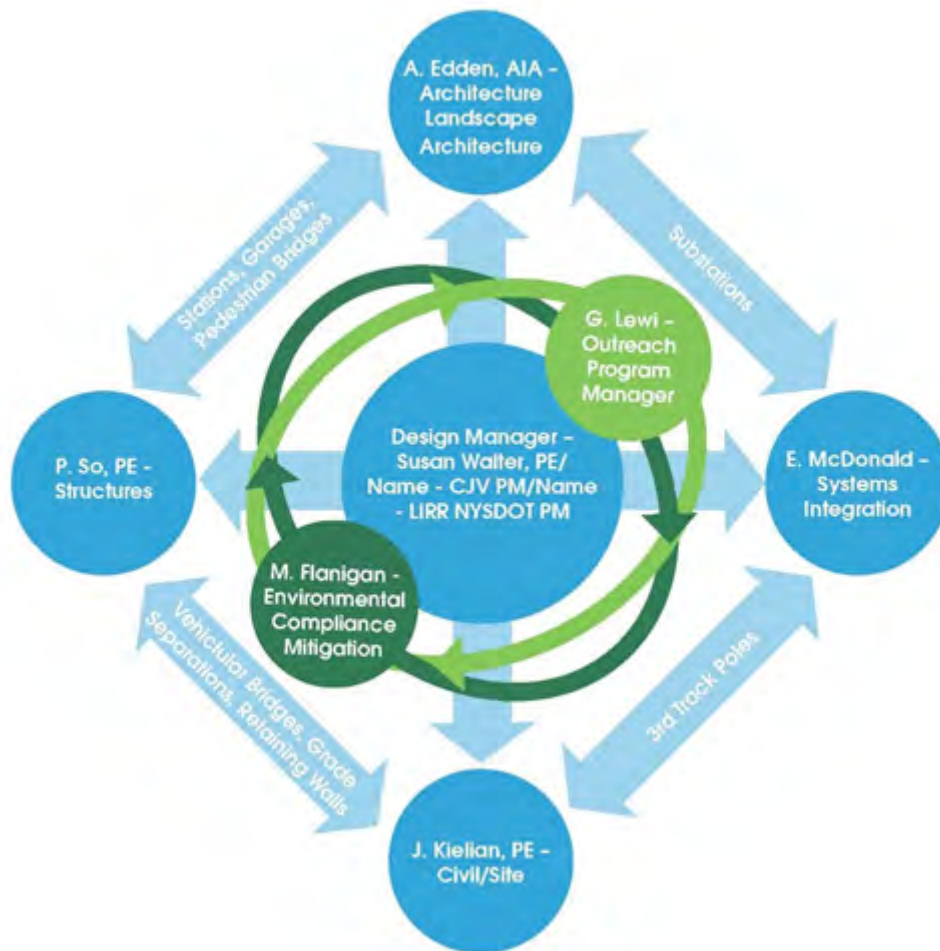 A. Edden, AIA –
Architecture
Landscape
Architecture
Stations, Garages,
Pedestrian Bridges
Substations
G. Lewi –
Outreach
Program
Manager
P. So, PE -
Structures
Design Manager –
Susan Walter, PE/
Name - CJV PM/Name
- LIRR NYSDOT PM
E. McDonald –
Systems
Integration
M. Flanigan -
Environmental
Compliance
Mitigation
Vehictular Bridges, Grade
Separations, Retaining Walls
3rd Track Poles
J. Kielian, PE –
Civil/Site